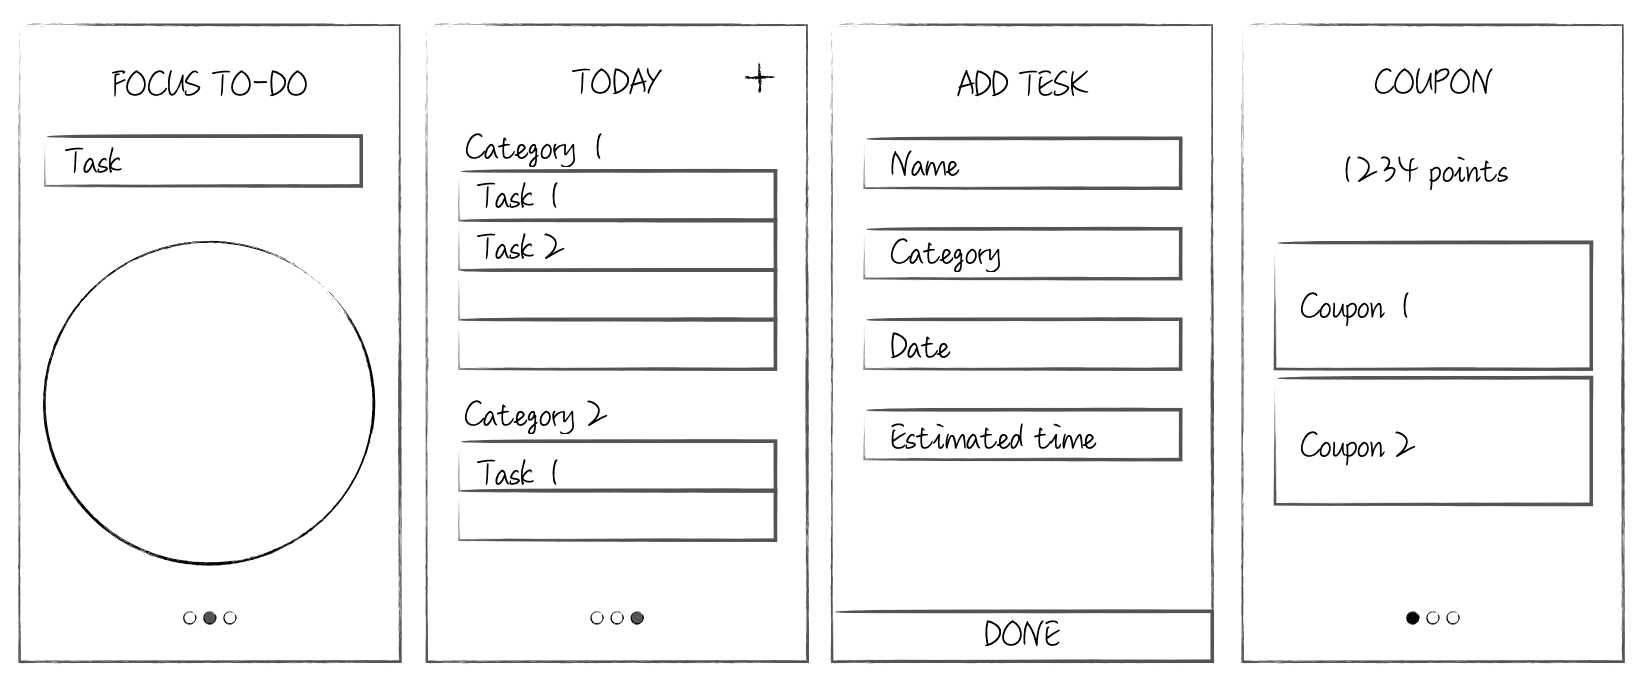 FOCUS TO-DO
Task
TODAY +
Category 1
Task 1
Task 2
Category 2
Task 1
ADD TESK
Name
Category
Date
Estimated time
DONE
COUPON
1234 points
Coupon 1
Coupon 2